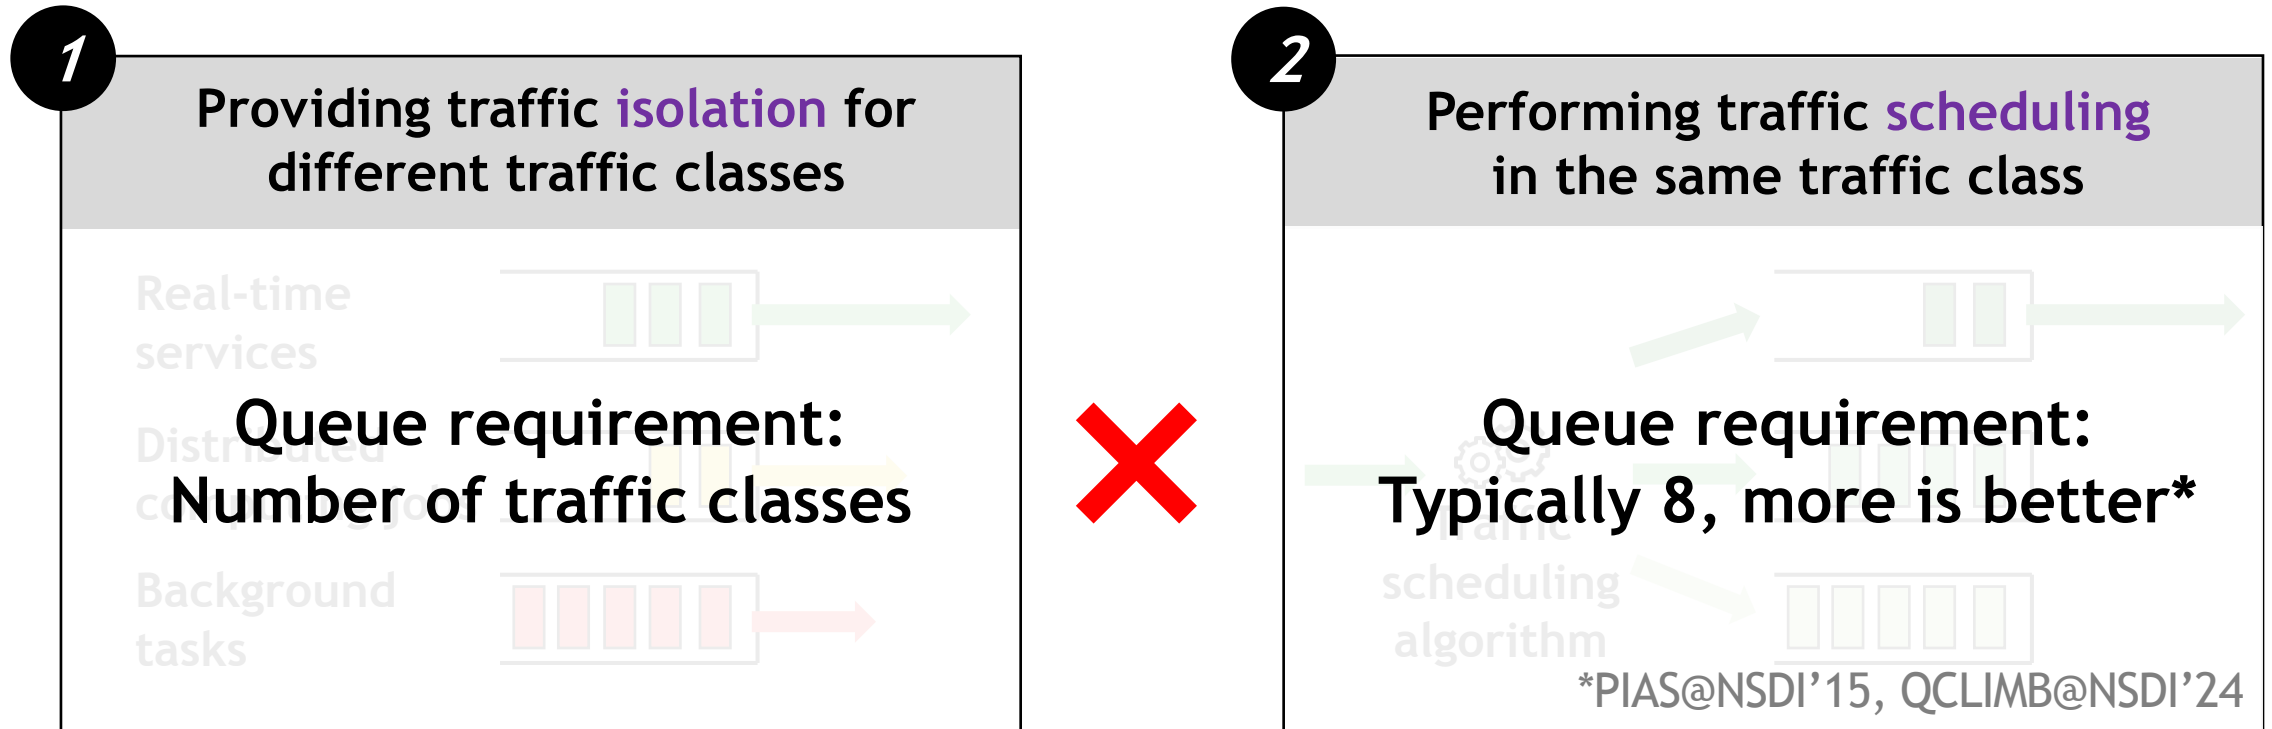 1
Providing traffic isolation for
different traffic classes
Real-time
services
Distributed
Queue requirement:
Number of traffic classes
Background
tasks
2
Performing traffic scheduling
in the same traffic class
Queue requirement:
Typically 8, more is better*
Traffic
scheduling
algorithm
*PIAS@NSDI'15, QCLIMB@NSDI'24